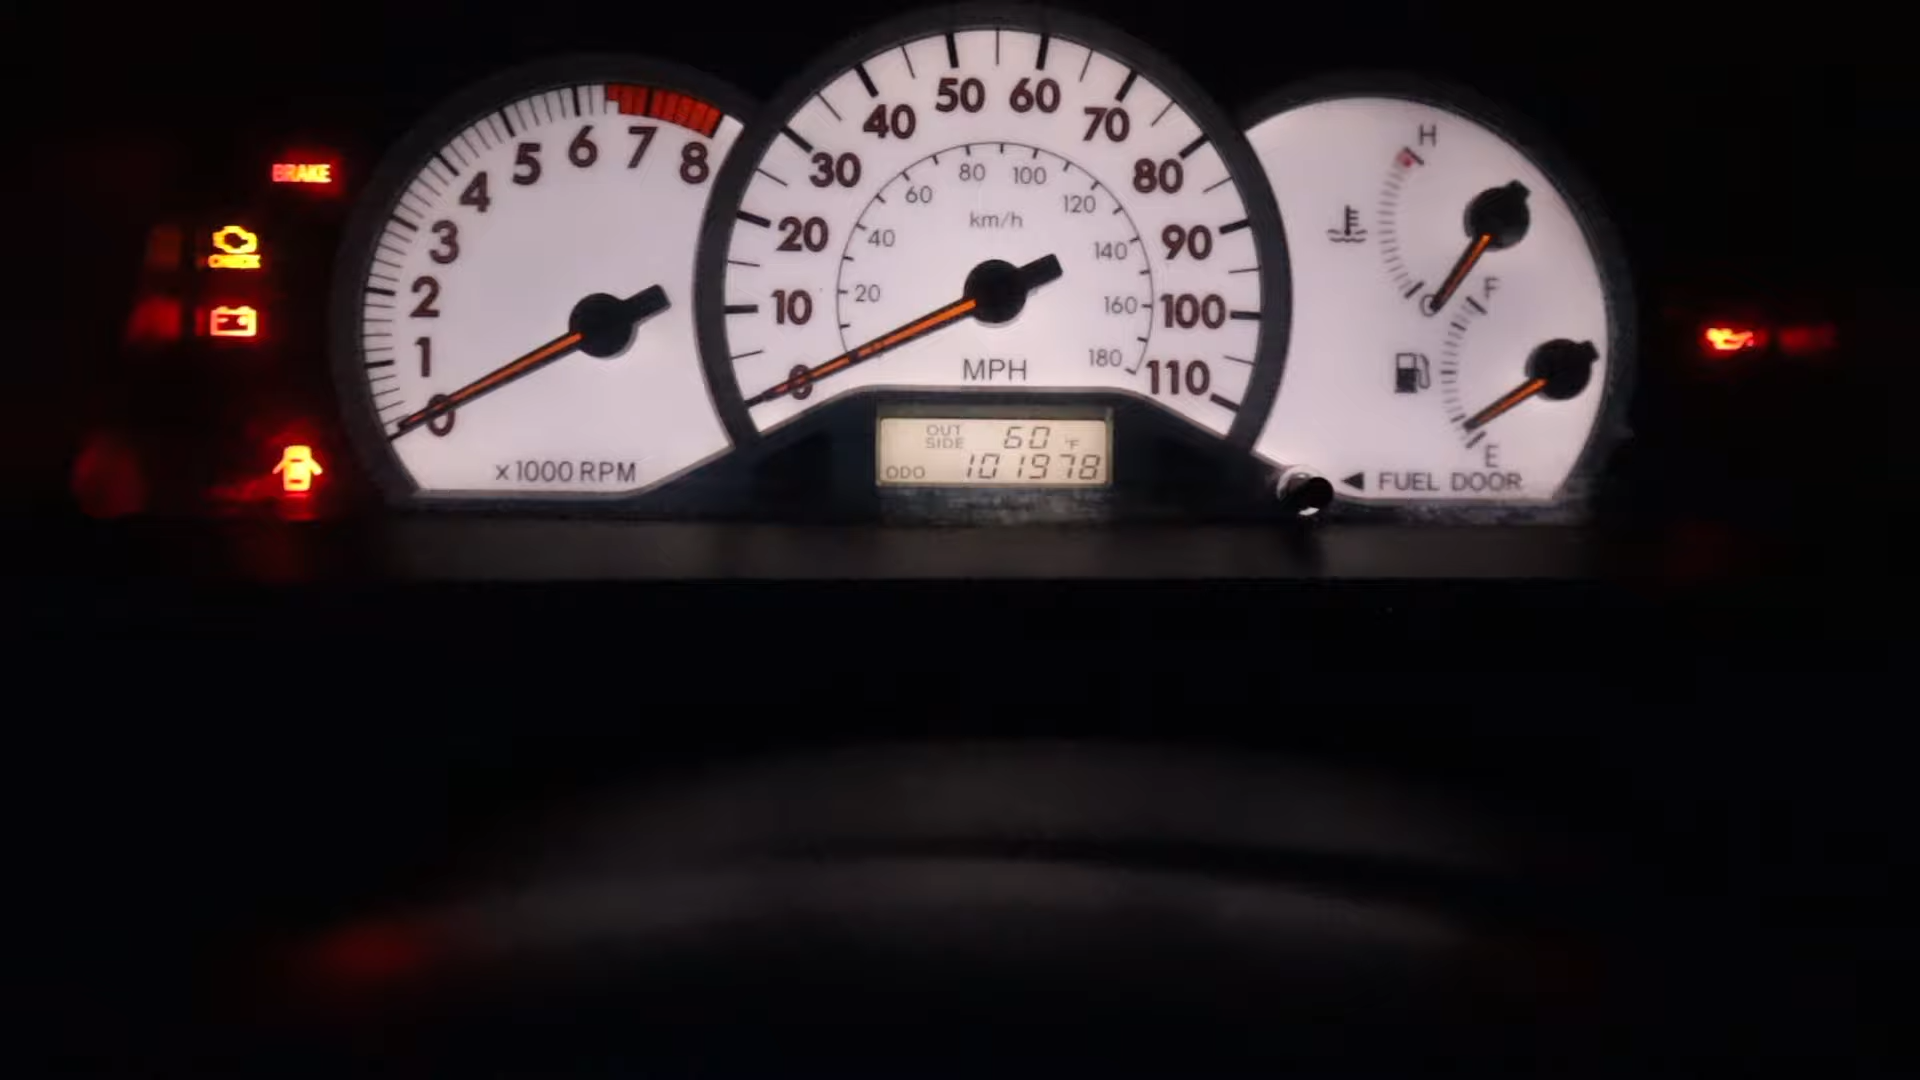 BRAKE
CHECK
0 1 2 3 4 5 6 7 8
x1000 RPM
0 10 20 30 40 50 60 70 80 90 100 110
20 40 60 80 100 120 140 160 180
km/h
MPH
OUT SIDE 60 °F
ODO 101978
H
C
F
E
FUEL DOOR